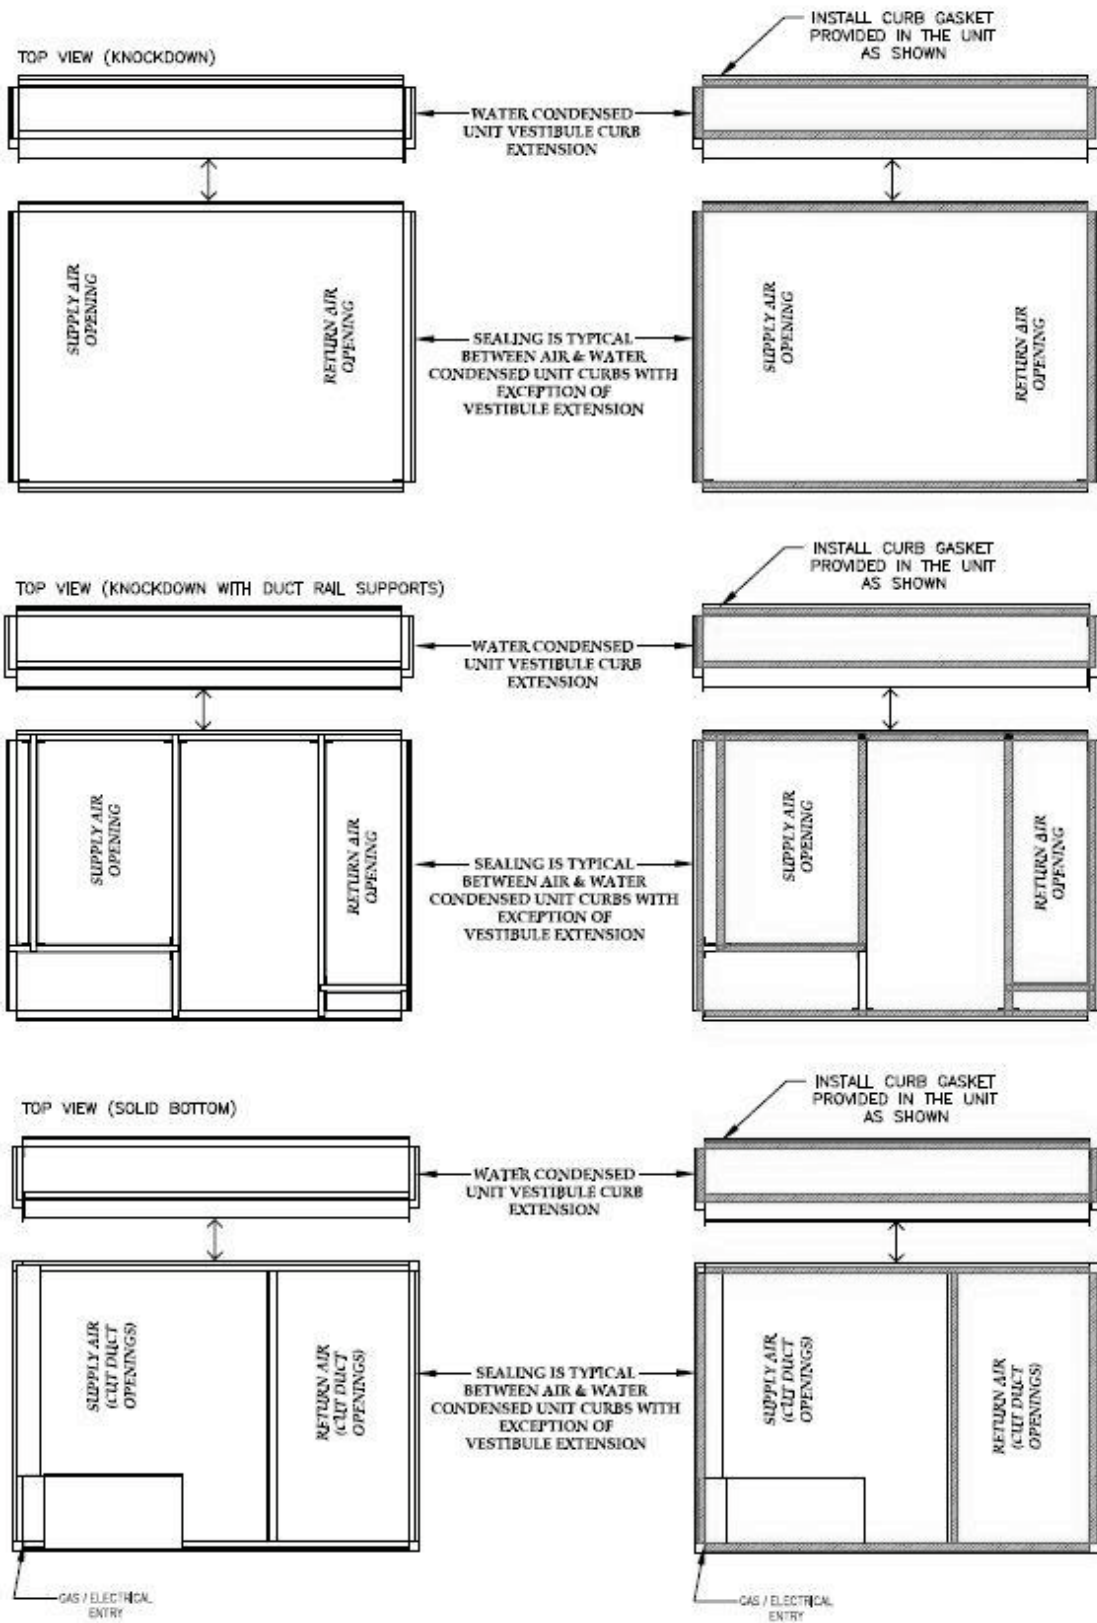 INSTALL CURB GASKET
PROVIDED IN THE UNIT
AS SHOWN
TOP VIEW (KNOCKDOWN)
WATER CONDENSED
UNIT VESTIBULE CURB
EXTENSION
SUPPLY AIR
OPENING
RETURN AIR
OPENING
SEALING IS TYPICAL
BETWEEN AIR & WATER
CONDENSED UNIT CURBS WITH
EXCEPTION OF
VESTIBULE EXTENSION
SUPPLY AIR
OPENING
RETURN AIR
OPENING
INSTALL CURB GASKET
PROVIDED IN THE UNIT
AS SHOWN
TOP VIEW (KNOCKDOWN WITH DUCT RAIL SUPPORTS)
WATER CONDENSED
UNIT VESTIBULE CURB
EXTENSION
SUPPLY AIR
OPENING
RETURN AIR
OPENING
SEALING IS TYPICAL
BETWEEN AIR & WATER
CONDENSED UNIT CURBS WITH
EXCEPTION OF
VESTIBULE EXTENSION
SUPPLY AIR
OPENING
RETURN AIR
OPENING
INSTALL CURB GASKET
PROVIDED IN THE UNIT
AS SHOWN
TOP VIEW (SOLID BOTTOM)
WATER CONDENSED
UNIT VESTIBULE CURB
EXTENSION
SUPPLY AIR
(CUT DUCT
OPENINGS)
RETURN AIR
(CUT DUCT
OPENINGS)
SEALING IS TYPICAL
BETWEEN AIR & WATER
CONDENSED UNIT CURBS WITH
EXCEPTION OF
VESTIBULE EXTENSION
SUPPLY AIR
(CUT DUCT
OPENINGS)
RETURN AIR
(CUT DUCT
OPENINGS)
GAS / ELECTRICAL
ENTRY
GAS / ELECTRICAL
ENTRY